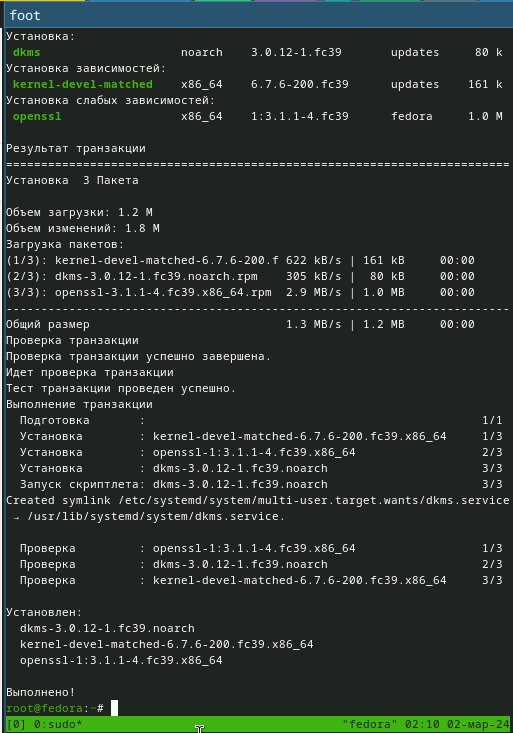 foot
Установка:
dkms noarch 3.0.12-1.fc39 updates 80 k
Установка зависимостей:
kernel-devel-matched x86_64 6.7.6-200.fc39 updates 161 k
Установка слабых зависимостей:
openssl x86_64 1:3.1.1-4.fc39 fedora 1.0 M
Результат транзакции
================================================================================
Установка 3 Пакета
Объем загрузки: 1.2 M
Объем изменений: 1.8 M
Загрузка пакетов:
(1/3): kernel-devel-matched-6.7.6-200.f 622 kB/s | 161 kB 00:00
(2/3): dkms-3.0.12-1.fc39.noarch.rpm 305 kB/s | 80 kB 00:00
(3/3): openssl-3.1.1-4.fc39.x86_64.rpm 2.9 MB/s | 1.0 MB 00:00
--------------------------------------------------------------------------------
Общий размер 1.3 MB/s | 1.2 MB 00:00
Проверка транзакции
Проверка транзакции успешно завершена.
Идет проверка транзакции
Тест транзакции проведен успешно.
Выполнение транзакции
Подготовка : 1/1
Установка : kernel-devel-matched-6.7.6-200.fc39.x86_64 1/3
Установка : openssl-1:3.1.1-4.fc39.x86_64 2/3
Установка : dkms-3.0.12-1.fc39.noarch 3/3
Запуск скриптлета: dkms-3.0.12-1.fc39.noarch 3/3
Created symlink /etc/systemd/system/multi-user.target.wants/dkms.service
→ /usr/lib/systemd/system/dkms.service.
Проверка : openssl-1:3.1.1-4.fc39.x86_64 1/3
Проверка : dkms-3.0.12-1.fc39.noarch 2/3
Проверка : kernel-devel-matched-6.7.6-200.fc39.x86_64 3/3
Установлен:
dkms-3.0.12-1.fc39.noarch
kernel-devel-matched-6.7.6-200.fc39.x86_64
openssl-1:3.1.1-4.fc39.x86_64
Выполнено!
root@fedora:~#
[0] 0:sudo* "fedora" 02:10 02-мар-24